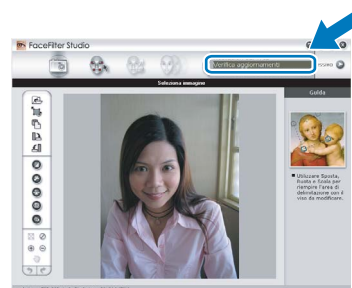 FaceFilter Studio
Verifica aggiornamenti
Seleziona immagine
Guida
Utilizzare Sposta,
Ruota e Scala per
riempire l'area di
delimitazione con il
viso da modificare.